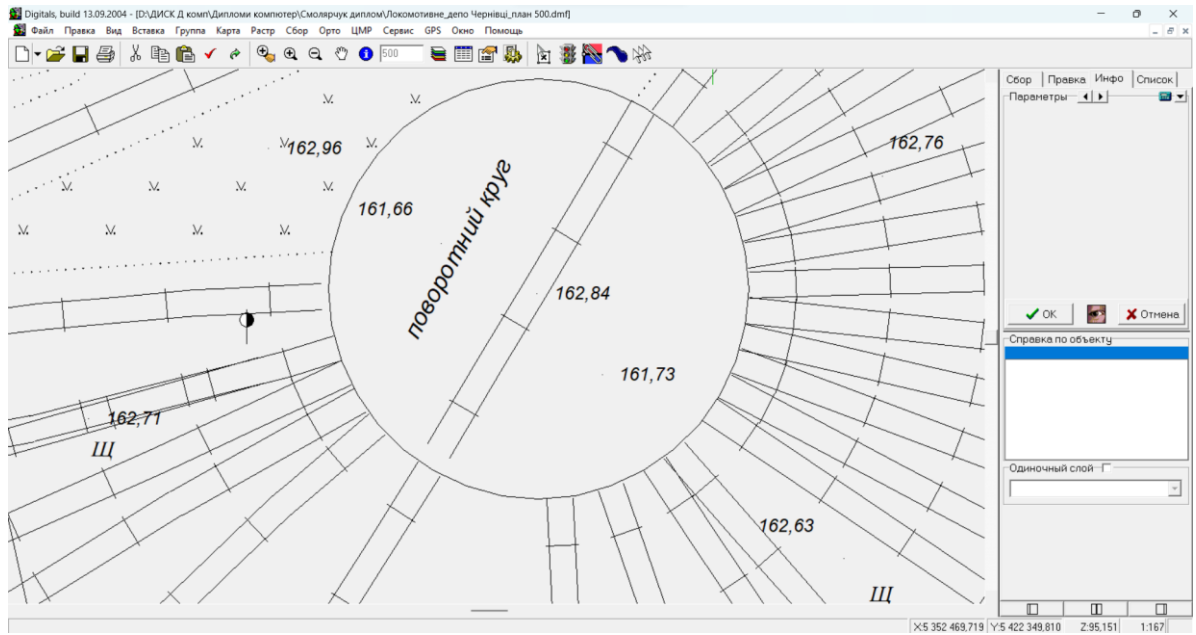 Digitals, build 13.09.2004 - [D:\ДИСК Д комп\Дипломи компютер\Смолярчук диплом\Локомотивне_депо Чернівці_план 500.dmf]
Файл Правка Вид Вставка Группа Карта Растр Сбор Орто ЦМР Сервис GPS Окно Помощь
500
Сбор Правка Инфо Список
Параметры
162,96
162,76
161,66
поворотний круг
162,84
OK
Отмена
Справка по объекту
161,73
162,71
Щ
Одиночный слой
162,63
Щ
X:5 352 469,719 Y:5 422 349,810 Z:95,151 1:167